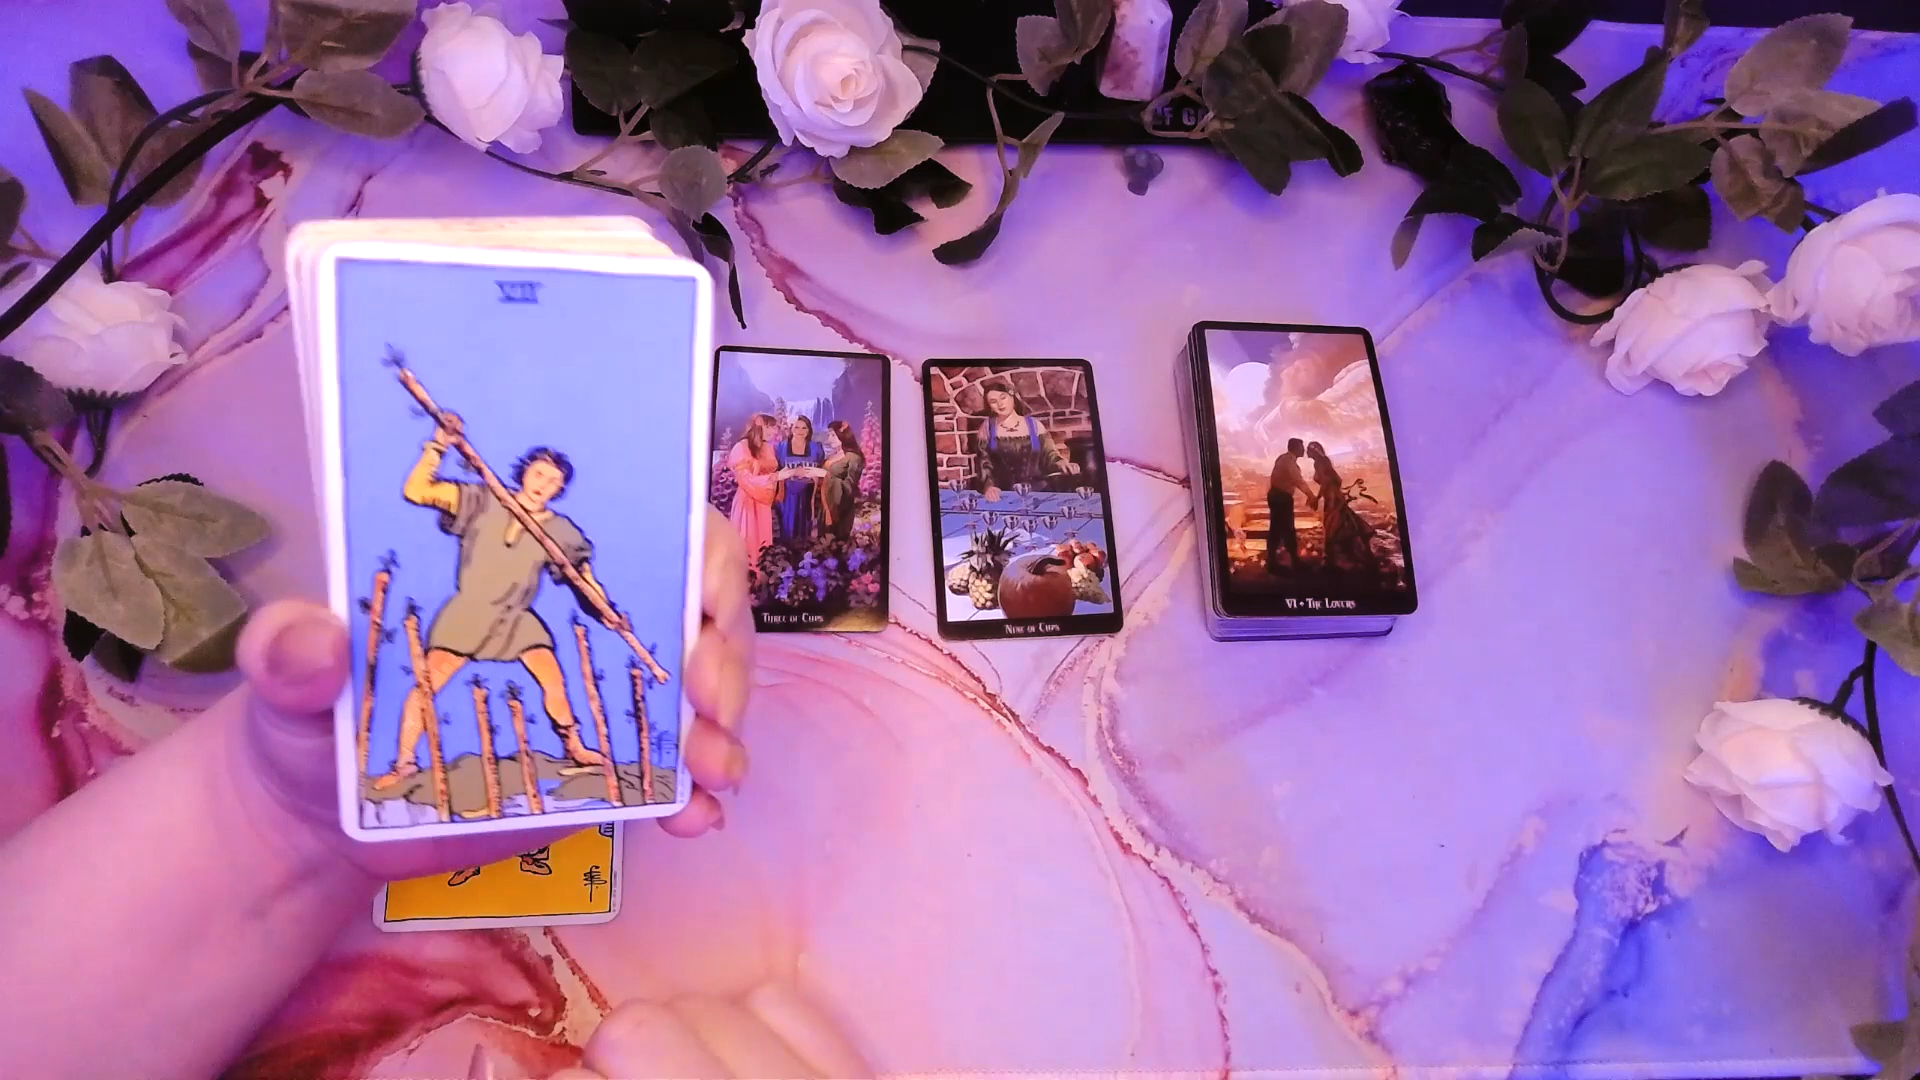 VII
THREE OF CUPS
NINE OF CUPS
VI • THE LOVERS